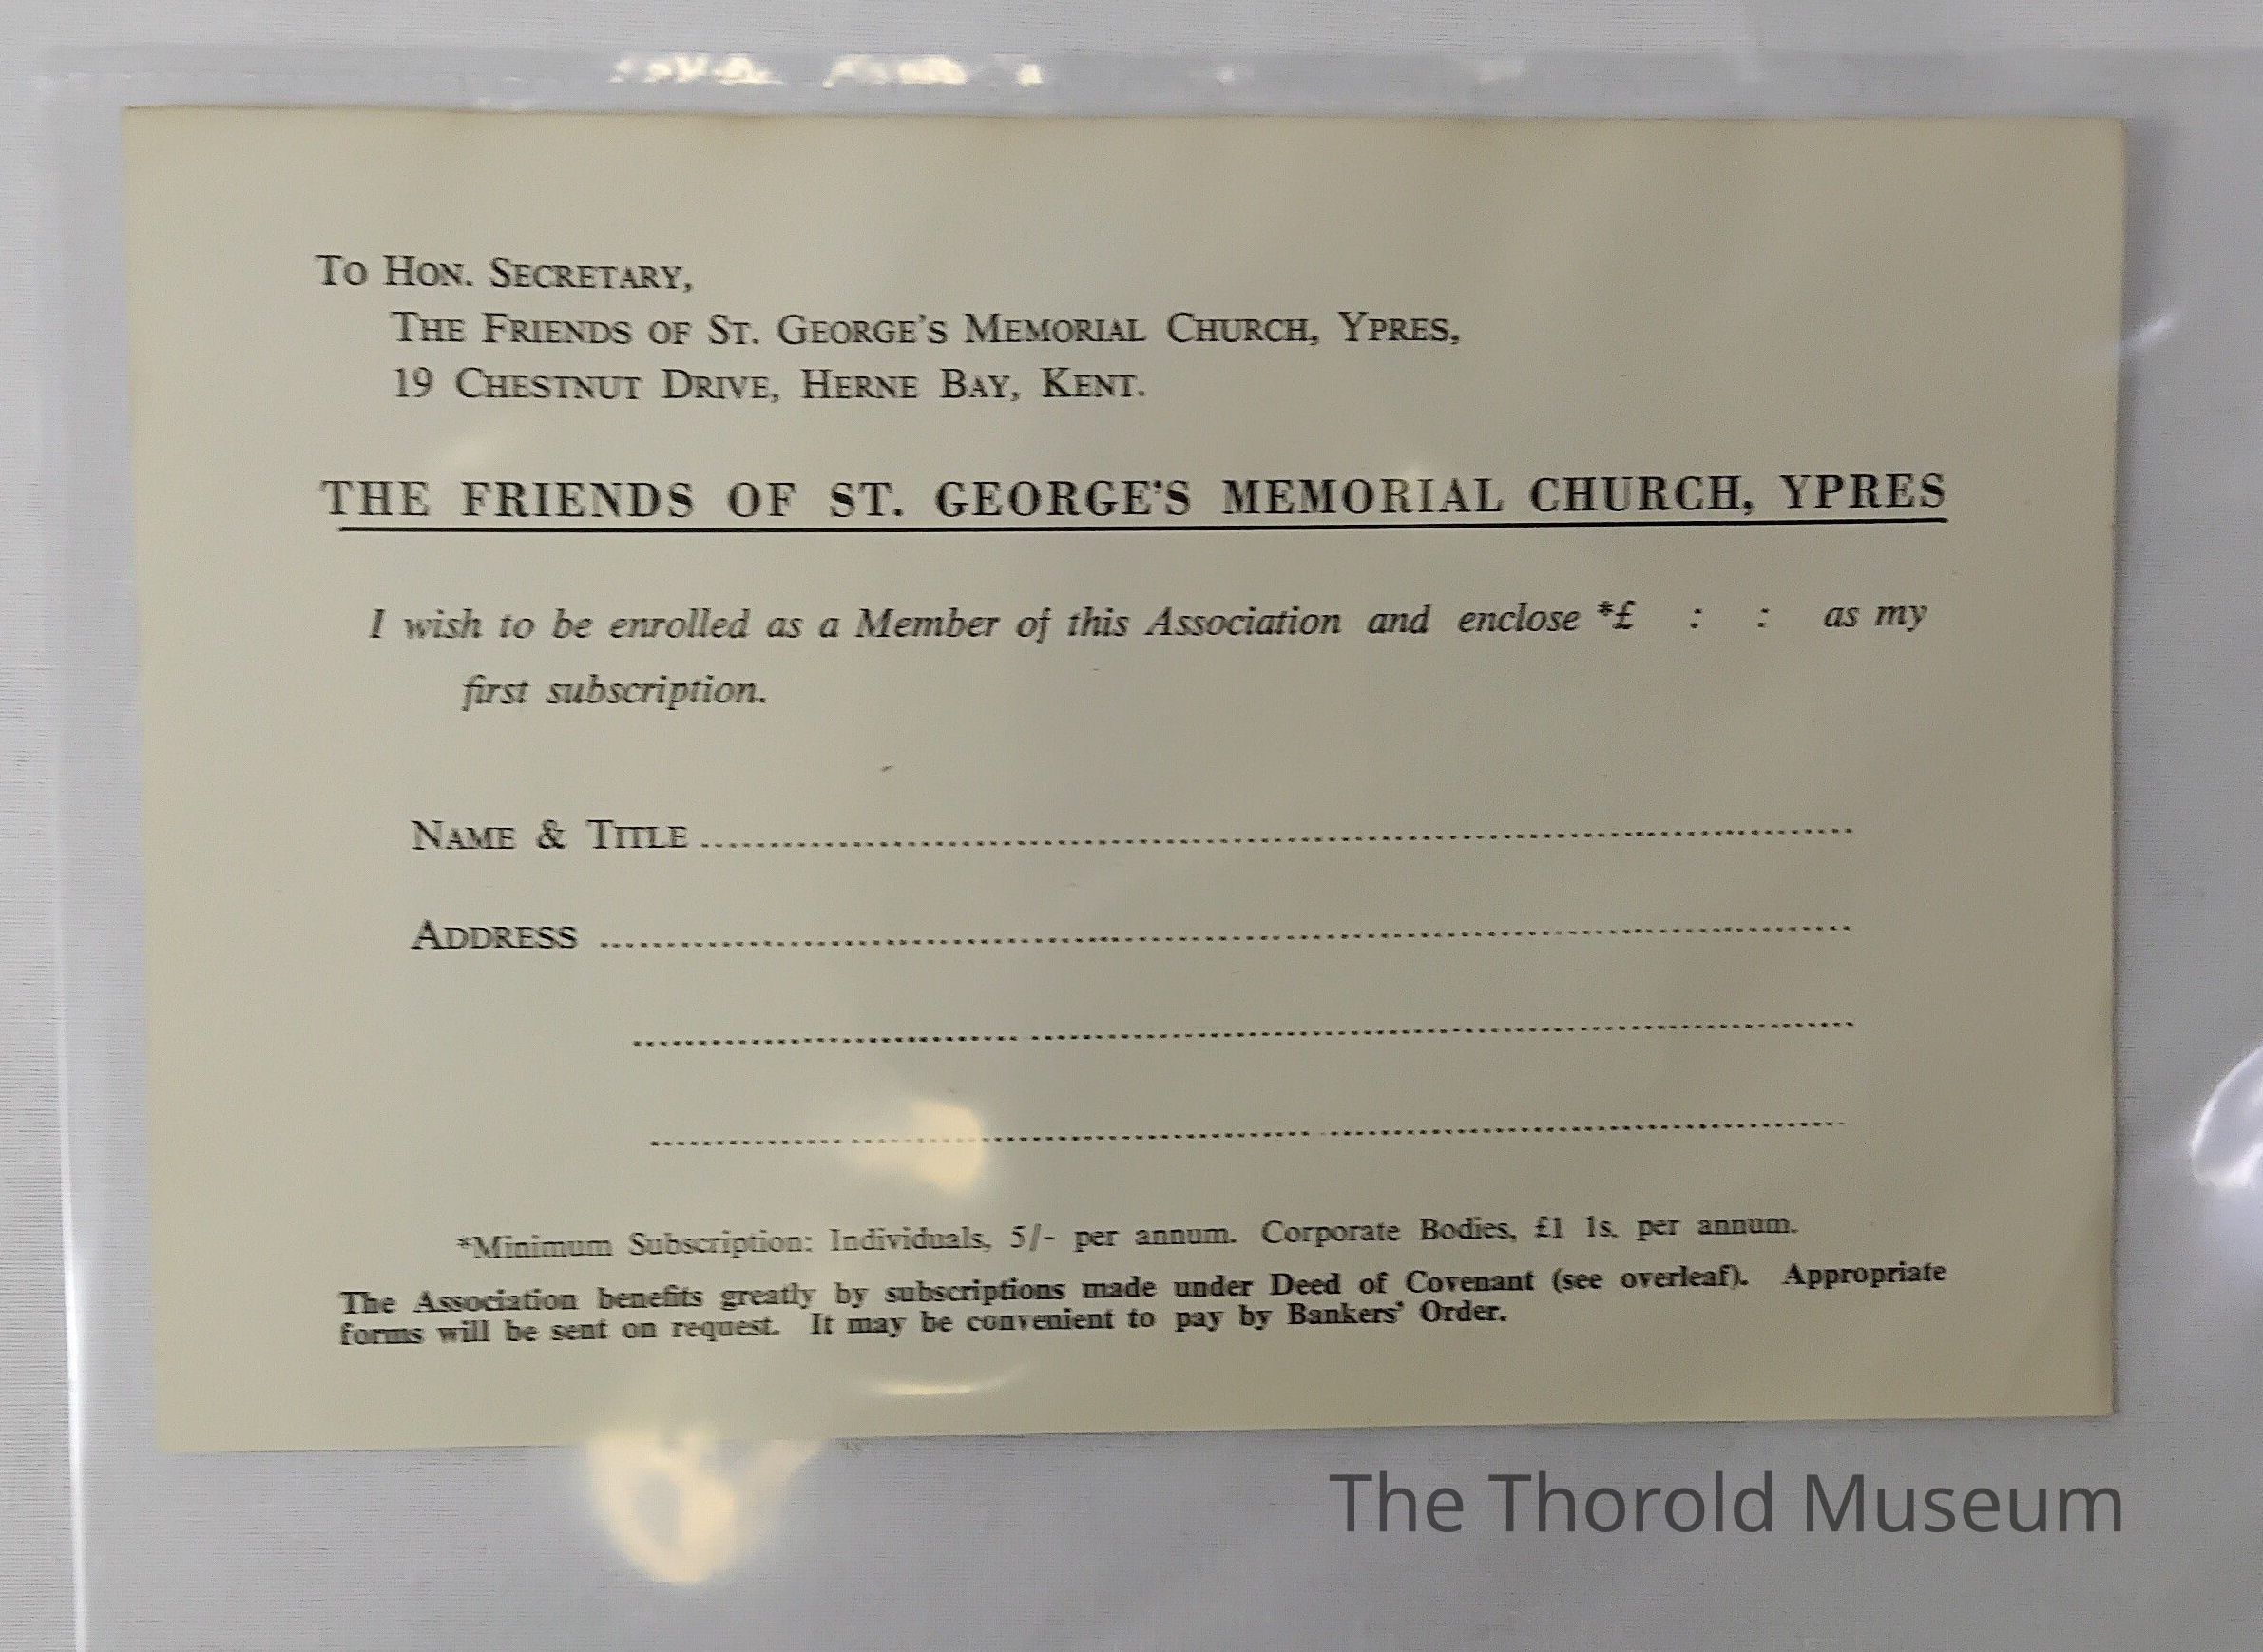 To Hon. Secretary,
The Friends of St. George's Memorial Church, Ypres,
19 Chestnut Drive, Herne Bay, Kent.
THE FRIENDS OF ST. GEORGE'S MEMORIAL CHURCH, YPRES
I wish to be enrolled as a Member of this Association and enclose *£ : : as my
first subscription.
Name & Title
Address
*Minimum Subscription: Individuals, 5/- per annum. Corporate Bodies, £1 1s. per annum.
The Association benefits greatly by subscriptions made under Deed of Covenant (see overleaf). Appropriate
forms will be sent on request. It may be convenient to pay by Bankers' Order.
The Thorold Museum